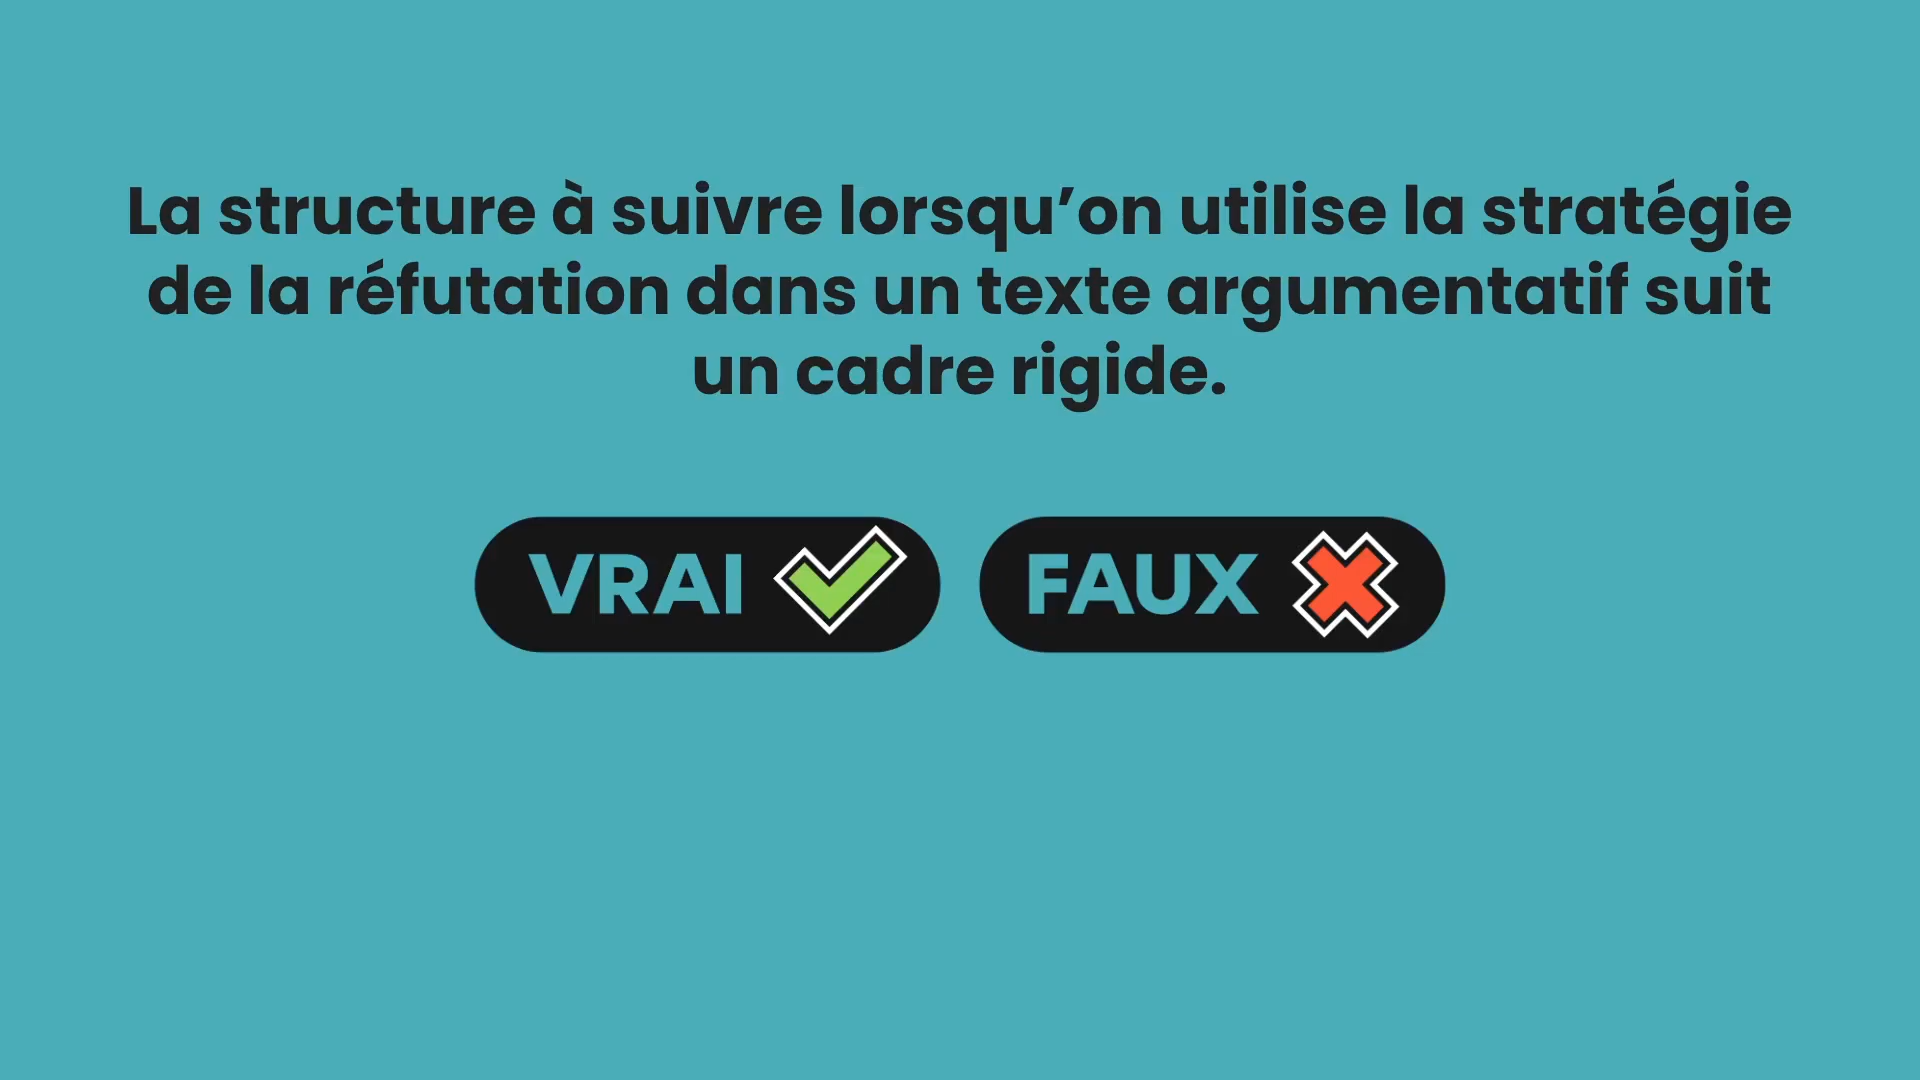 La structure à suivre lorsqu’on utilise la stratégie
de la réfutation dans un texte argumentatif suit
un cadre rigide.
VRAI
FAUX